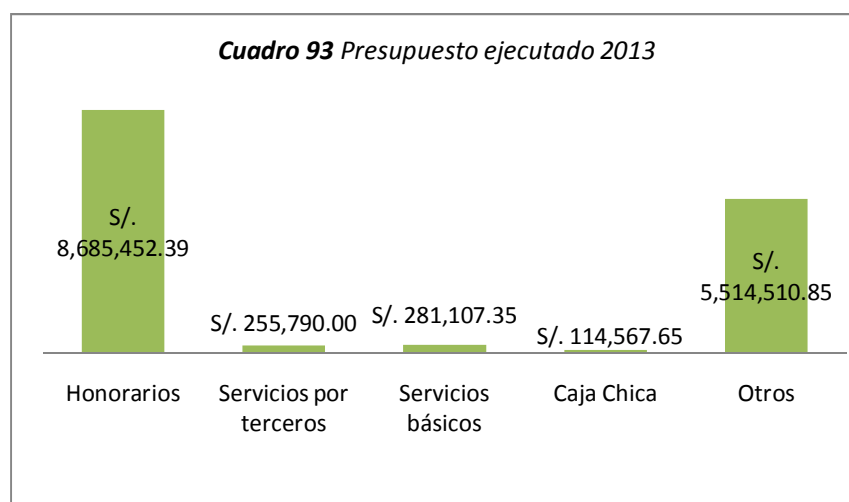 Cuadro 93 Presupuesto ejecutado 2013
S/.
8,685,452.39
S/. 255,790.00
S/. 281,107.35
S/. 114,567.65
S/.
5,514,510.85
Honorarios
Servicios por
terceros
Servicios
básicos
Caja Chica
Otros